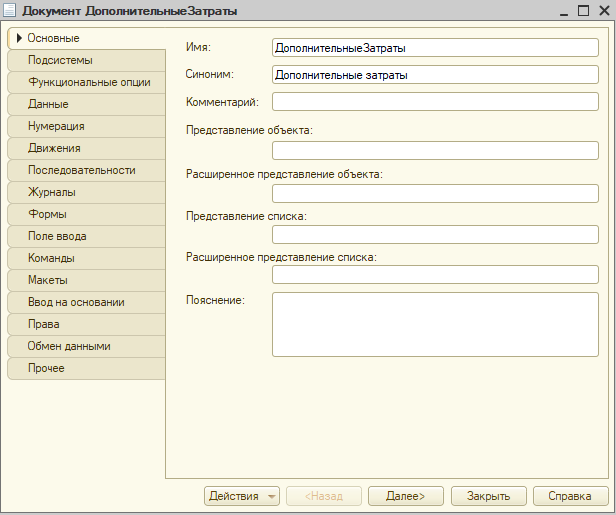 Документ ДополнительныеЗатраты
Основные
Подсистемы
Функциональные опции
Данные
Нумерация
Движения
Последовательности
Журналы
Формы
Поле ввода
Команды
Макеты
Ввод на основании
Права
Обмен данными
Прочее
Имя: ДополнительныеЗатраты
Синоним: Дополнительные затраты
Комментарий:
Представление объекта:
Расширенное представление объекта:
Представление списка:
Расширенное представление списка:
Пояснение:
Действия <Назад Далее> Закрыть Справка